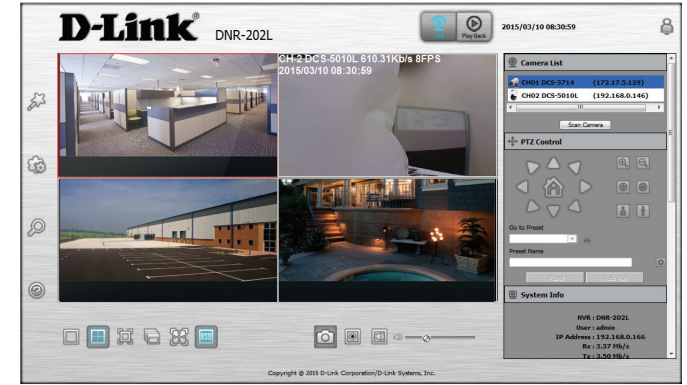 D-Link®
DNR-202L
Live
Play Back
2015/03/10 08:30:59
CH-2 DCS-5010L 610.31Kb/s 8FPS
2015/03/10 08:30:59
Camera List
CH01 DCS-3714 (172.17.5.129)
CH02 DCS-5010L (192.168.0.146)
Scan Camera
PTZ Control
Go to Preset
Preset Name
Auto Pan
System Info
NVR : DNR-202L
User : admin
IP Address : 192.168.0.166
Rx : 3.37 Mb/s
Tx : 3.50 Mb/s
OSD
Copyright @ 2015 D-Link Corporation/D-Link Systems, Inc.